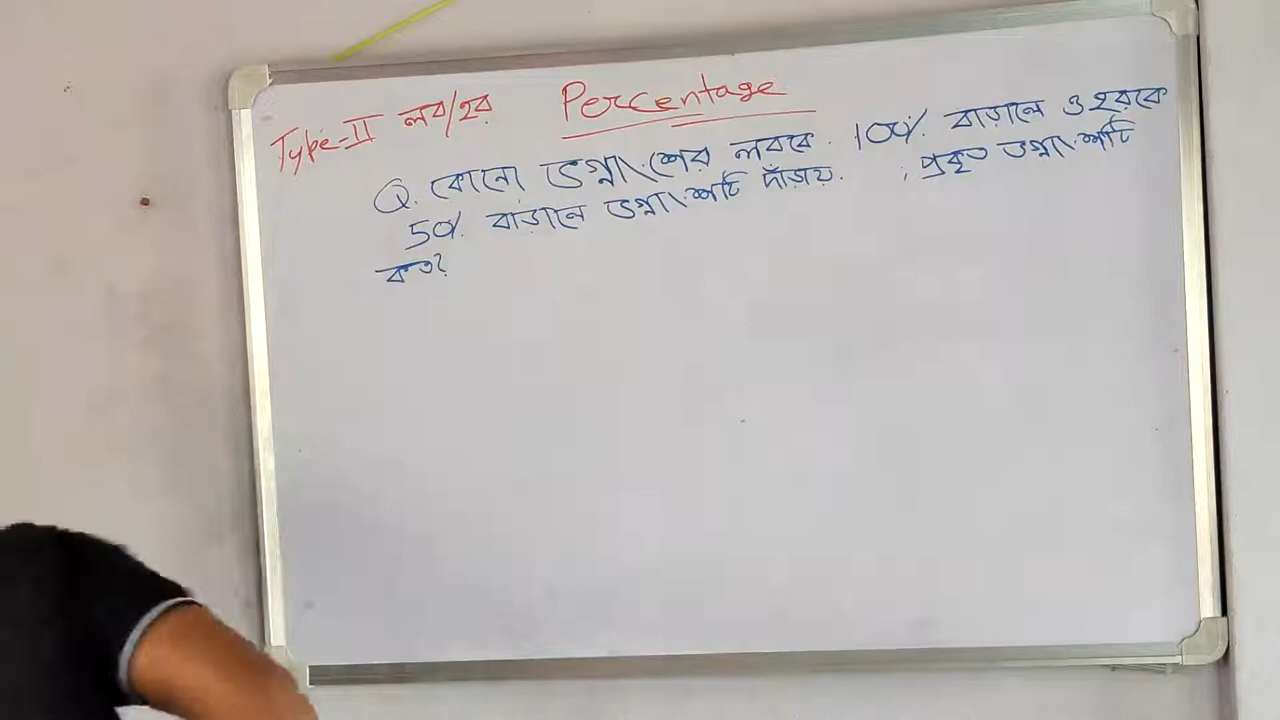 Percentage
Type-II লব/হর
Q. কোনো ভগ্নাংশের লবকে 100% বাড়ালে ও হরকে
50% বাড়ালে ভগ্নাংশটি দাঁড়ায় , প্রকৃত ভগ্নাংশটি
কত?